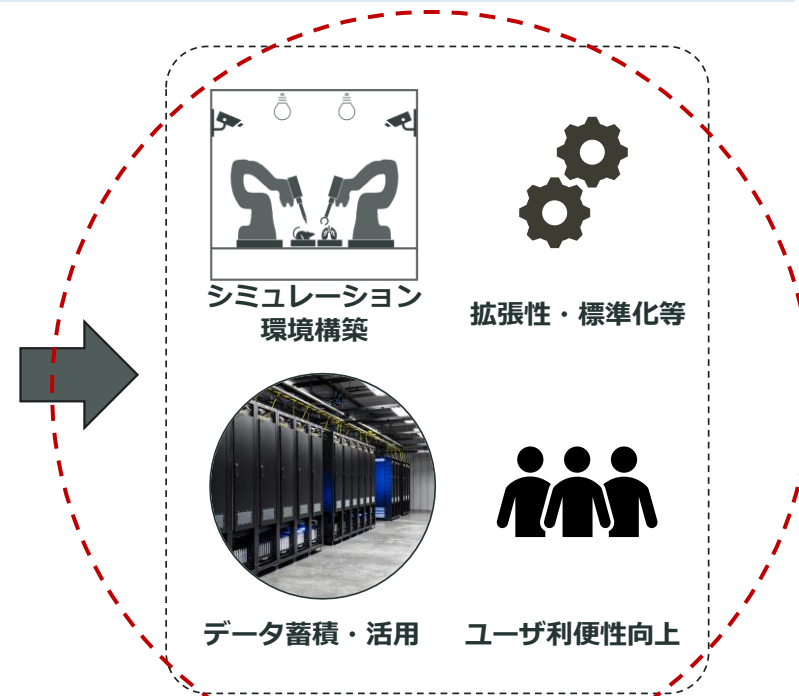 シミュレーション
環境構築
拡張性・標準化等
データ蓄積・活用
ユーザ利便性向上